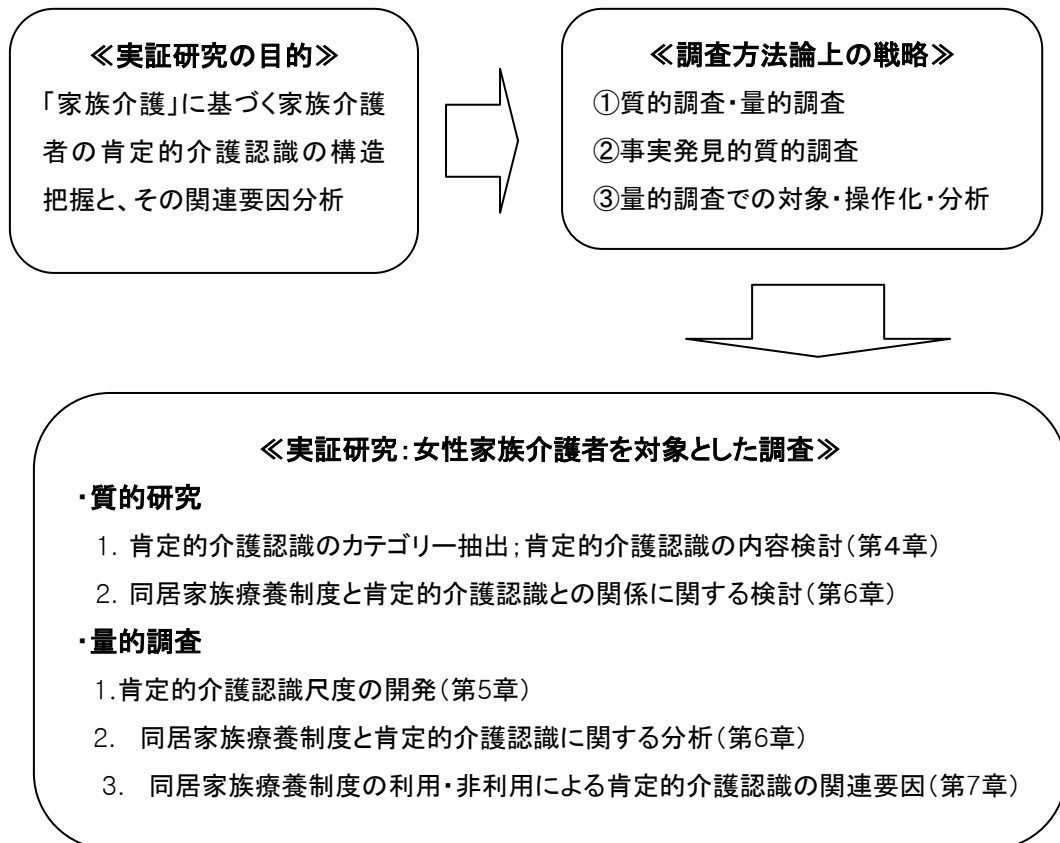 ≪実証研究の目的≫
「家族介護」に基づく家族介護
者の肯定的介護認識の構造
把握と、その関連要因分析
≪調査方法論上の戦略≫
①質的調査・量的調査
②事実発見的質的調査
③量的調査での対象・操作化・分析
≪実証研究：女性家族介護者を対象とした調査≫
・質的研究
1. 肯定的介護認識のカテゴリー抽出；肯定的介護認識の内容検討（第4章）
2. 同居家族療養制度と肯定的介護認識との関係に関する検討（第6章）
・量的調査
1.肯定的介護認識尺度の開発（第5章）
2. 同居家族療養制度と肯定的介護認識に関する分析（第6章）
3. 同居家族療養制度の利用・非利用による肯定的介護認識の関連要因（第7章）